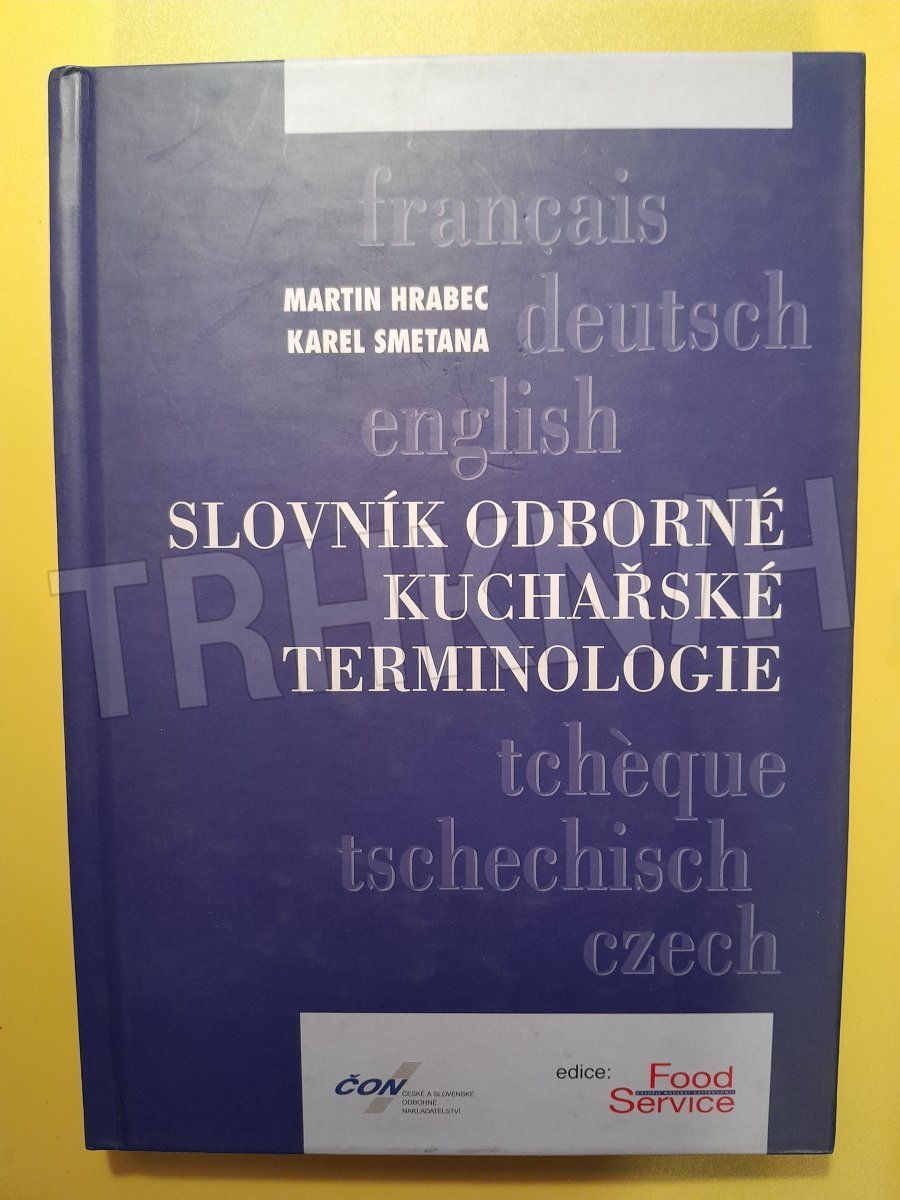 français
MARTIN HRABEC
KAREL SMETANA
deutsch
english
SLOVNÍK ODBORNÉ
KUCHAŘSKÉ
TERMINOLOGIE
TRHKNIH
tchèque
tschechisch
czech
ČON
ČESKÉ A SLOVENSKÉ
ODBORNÉ
NAKLADATELSTVÍ
edice:
Food
Service